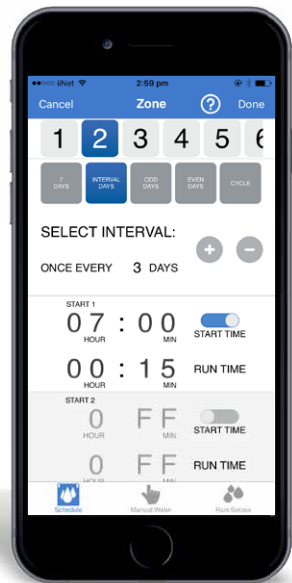 iiNet 2:59 pm
Cancel Zone ? Done
1 2 3 4 5 6
7 DAYS INTERVAL DAYS ODD DAYS EVEN DAYS CYCLE
SELECT INTERVAL:
ONCE EVERY 3 DAYS
START 1
07 : 00 START TIME
HOUR MIN
00 : 15 RUN TIME
HOUR MIN
START 2
0 FF START TIME
HOUR MIN
0 FF RUN TIME
HOUR MIN
Schedule Manual Water Rain Sensor